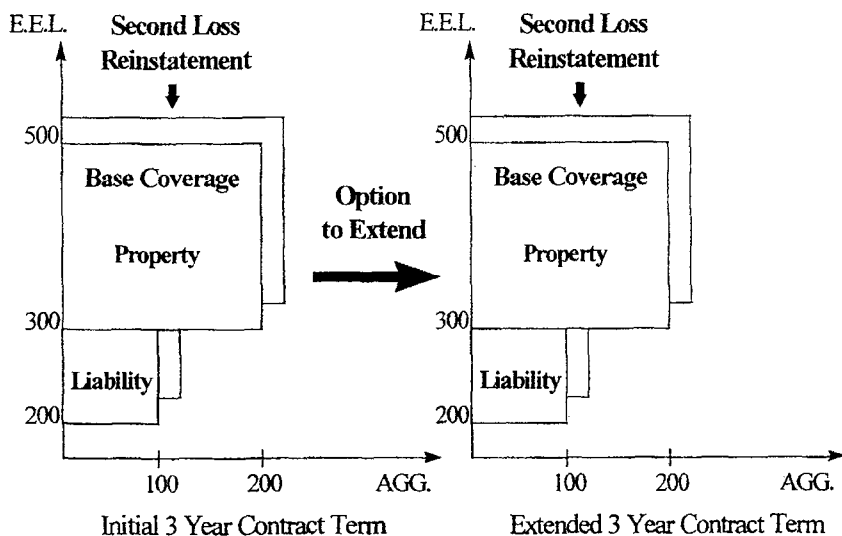 E.E.L.
Second Loss
Reinstatement
500
Base Coverage
Property
300
Liability
200
100
200
AGG.
Initial 3 Year Contract Term
Option
to Extend
E.E.L.
Second Loss
Reinstatement
500
Base Coverage
Property
300
Liability
200
100
200
AGG.
Extended 3 Year Contract Term